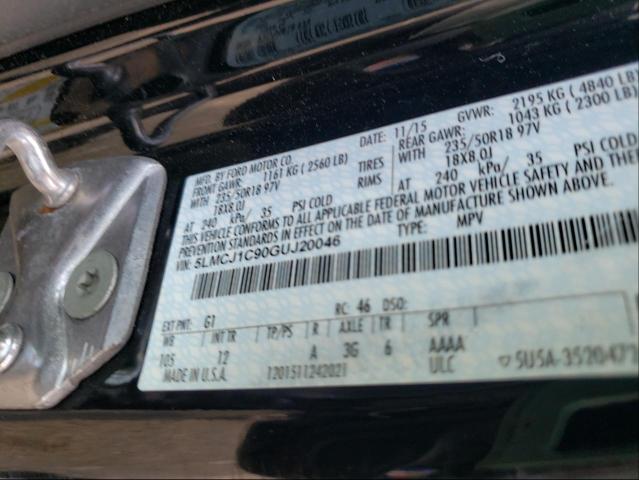 MFD. BY FORD MOTOR CO. DATE: 11/15 GVWR: 2195 KG ( 4840 LB)
FRONT GAWR: 1161 KG ( 2560 LB) REAR GAWR: 1043 KG ( 2300 LB)
WITH 235/50R18 97V TIRES WITH 235/50R18 97V
18X8.0J RIMS 18X8.0J
AT 240 kPa/ 35 PSI COLD AT 240 kPa/ 35 PSI COLD
THIS VEHICLE CONFORMS TO ALL APPLICABLE FEDERAL MOTOR VEHICLE SAFETY AND THEFT
PREVENTION STANDARDS IN EFFECT ON THE DATE OF MANUFACTURE SHOWN ABOVE.
VIN: 5LMCJ1C90GUJ20046 TYPE: MPV
EXT PNT: G1 RC: 46 DSO:
WB INT TR TP/PS R AXLE TR SPR
105 12 A 3G 6 AAAA
MADE IN U.S.A. 1201511242021 ULC 5U5A-3520472